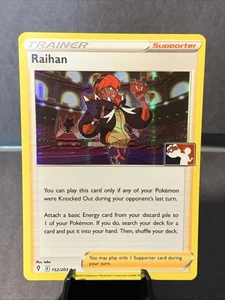 TRAINER
Supporter
Raihan
You can play this card only if any of your Pokémon
were Knocked Out during your opponent's last turn.
Attach a basic Energy card from your discard pile to
1 of your Pokémon. If you do, search your deck for a
card and put it into your hand. Then, shuffle your deck.
You may play only 1 Supporter card during
your turn.
152/203